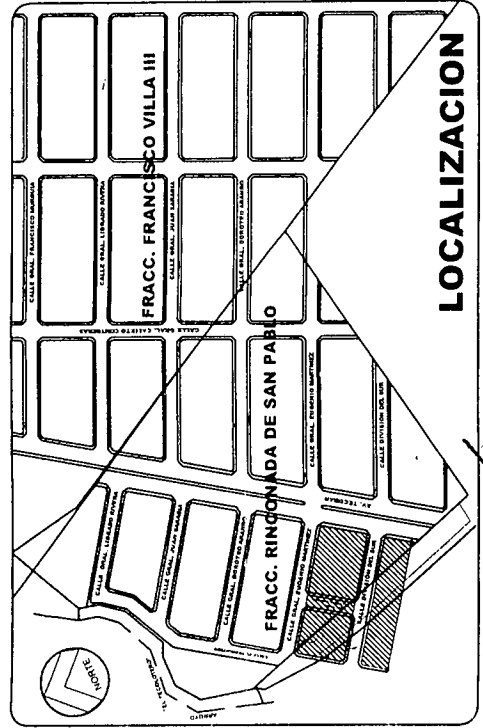 LOCALIZACION
FRACC. FRANCISCO VILLA III
FRACC. RINCONADA DE SAN PABLO
CALLE GRAL. FRANCISCO MURGUIA
CALLE GRAL. LIBRADO RIVERA
CALLE GRAL. JUAN SARABIA
CALLE GRAL. DOROTEO ARANGO
CALLE GRAL. CALIXTO CONTRERAS
CALLE GRAL. EUGENIO MARTINEZ
CALLE DIVISION DEL SUR
AV. TECOMAN
CALLE GRAL. LIBRADO RIVERA
CALLE GRAL. JUAN SARABIA
CALLE GRAL. DOROTEO ARANGO
CALLE GRAL. EUGENIO MARTINEZ
CALLE DIVISION DEL SUR
ARROYO
NORTE